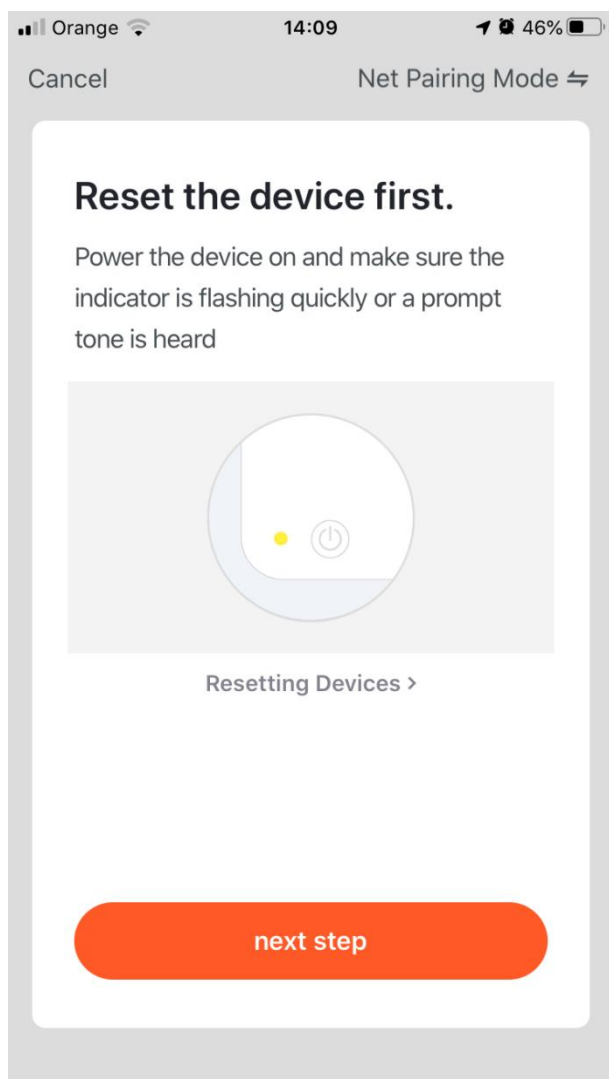 Orange 14:09 46%
Cancel Net Pairing Mode
Reset the device first.
Power the device on and make sure the
indicator is flashing quickly or a prompt
tone is heard
Resetting Devices >
next step